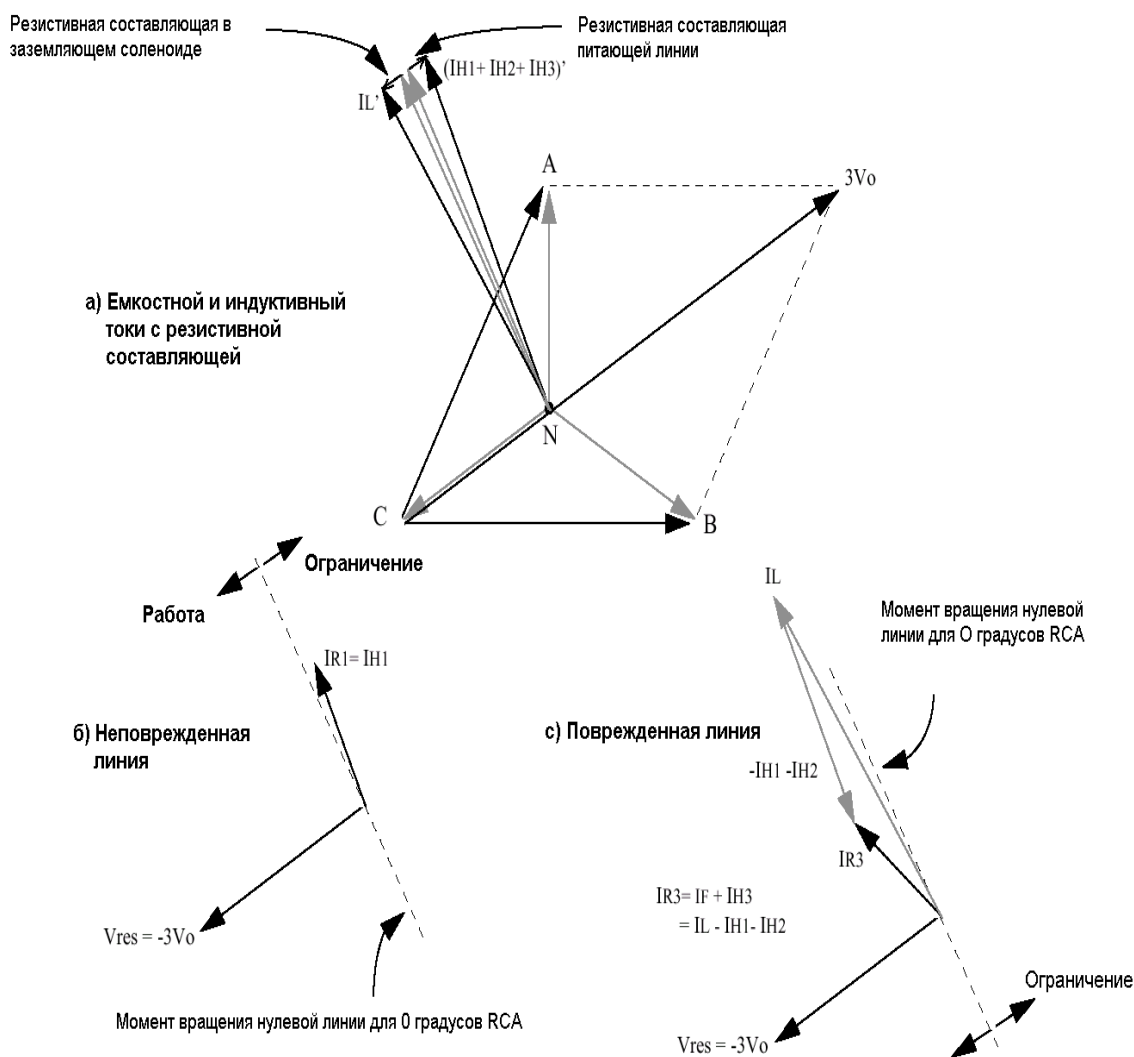 Резистивная составляющая в
заземляющем соленоиде
Резистивная составляющая
питающей линии
(IH1+ IH2+ IH3)’
IL’
A
3Vo
а) Емкостной и индуктивный
токи с резистивной
составляющей
N
C
B
Ограничение
Работа
IR1= IH1
б) Неповрежденная
линия
Vres = -3Vo
Момент вращения нулевой линии для 0 градусов RCA
IL
Момент вращения нулевой
линии для О градусов RCA
с) Поврежденная линия
-IH1 -IH2
IR3
IR3= IF + IH3
= IL - IH1- IH2
Ограничение
Vres = -3Vo